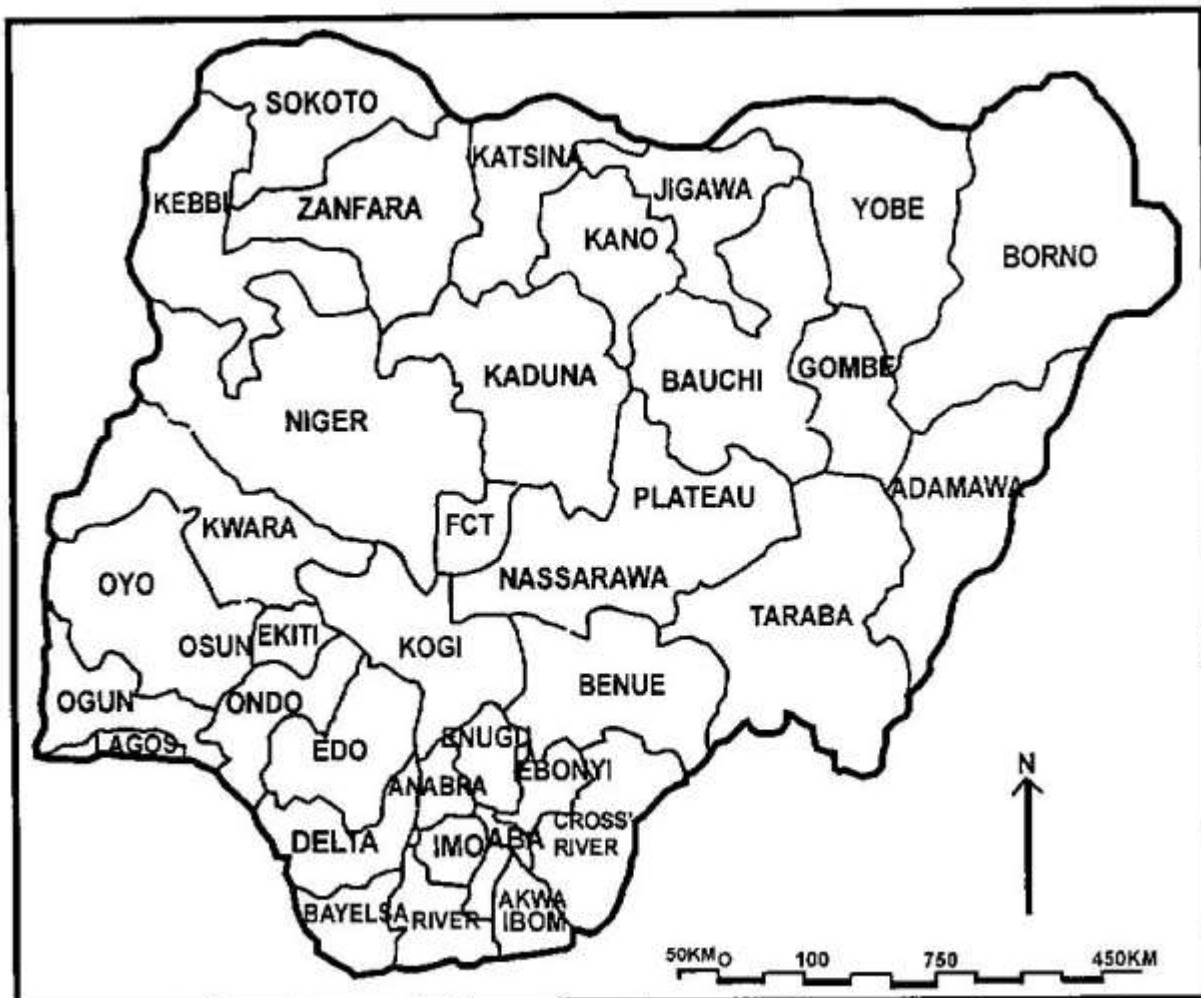 SOKOTO
KATSINA
KEBBI
ZANFARA
JIGAWA
KANO
YOBE
BORNO
KADUNA
BAUCHI
GOMBE
NIGER
ADAMAWA
PLATEAU
KWARA
FCT
NASSARAWA
OYO
TARABA
OSUN
EKITI
KOGI
BENUE
OGUN
ONDO
LAGOS
EDO
ENUGU
EBONYI
ANABRA
DELTA
IMO
ABA
CROSS'
RIVER
BAYELSA
RIVER
AKWA
IBOM
N
50KM 0 100 750 450KM